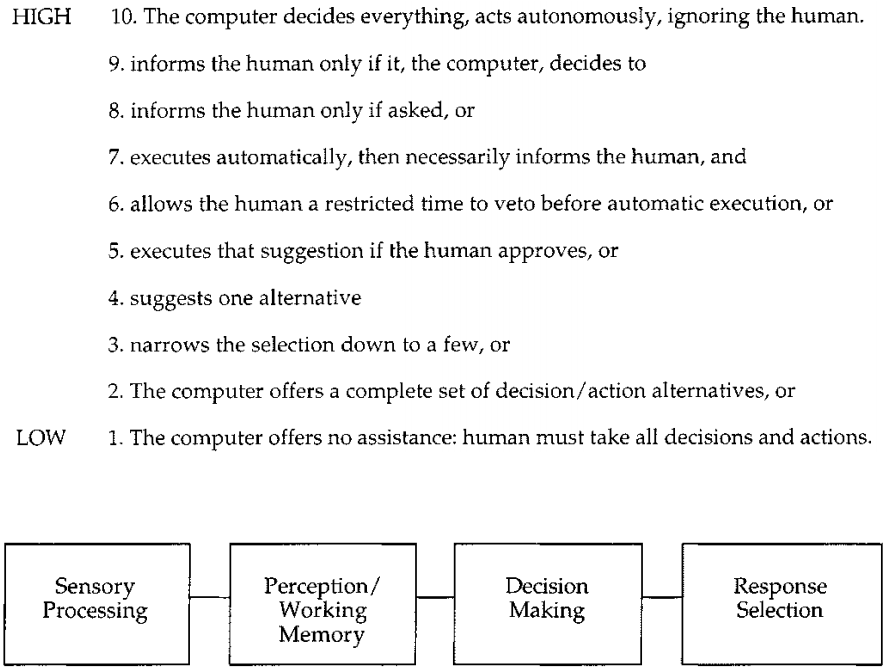 HIGH 10. The computer decides everything, acts autonomously, ignoring the human.
9. informs the human only if it, the computer, decides to
8. informs the human only if asked, or
7. executes automatically, then necessarily informs the human, and
6. allows the human a restricted time to veto before automatic execution, or
5. executes that suggestion if the human approves, or
4. suggests one alternative
3. narrows the selection down to a few, or
2. The computer offers a complete set of decision/action alternatives, or
LOW 1. The computer offers no assistance: human must take all decisions and actions.
Sensory
Processing
Perception/
Working
Memory
Decision
Making
Response
Selection